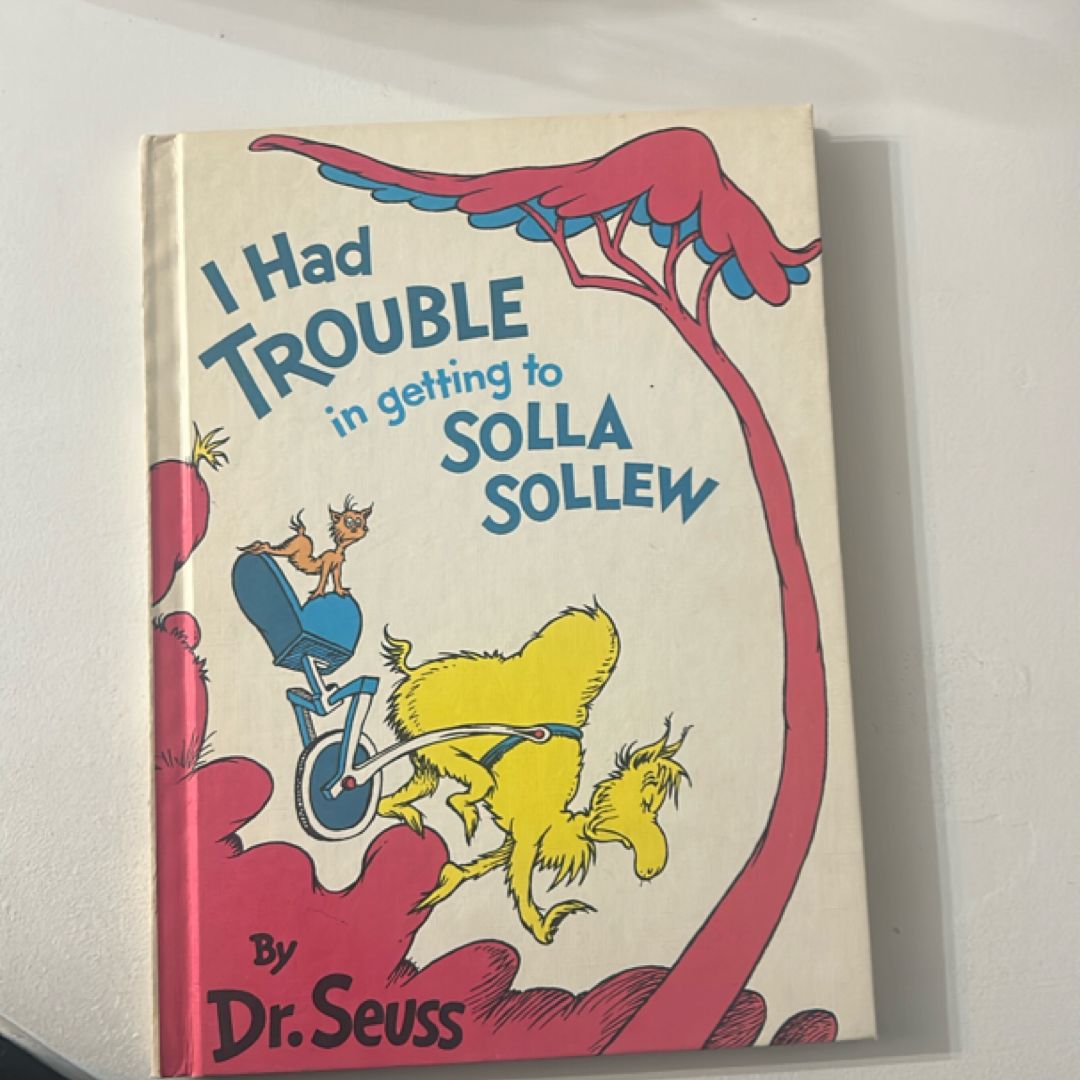 I Had
TROUBLE
in getting to
SOLLA
SOLLEW
By
Dr. Seuss